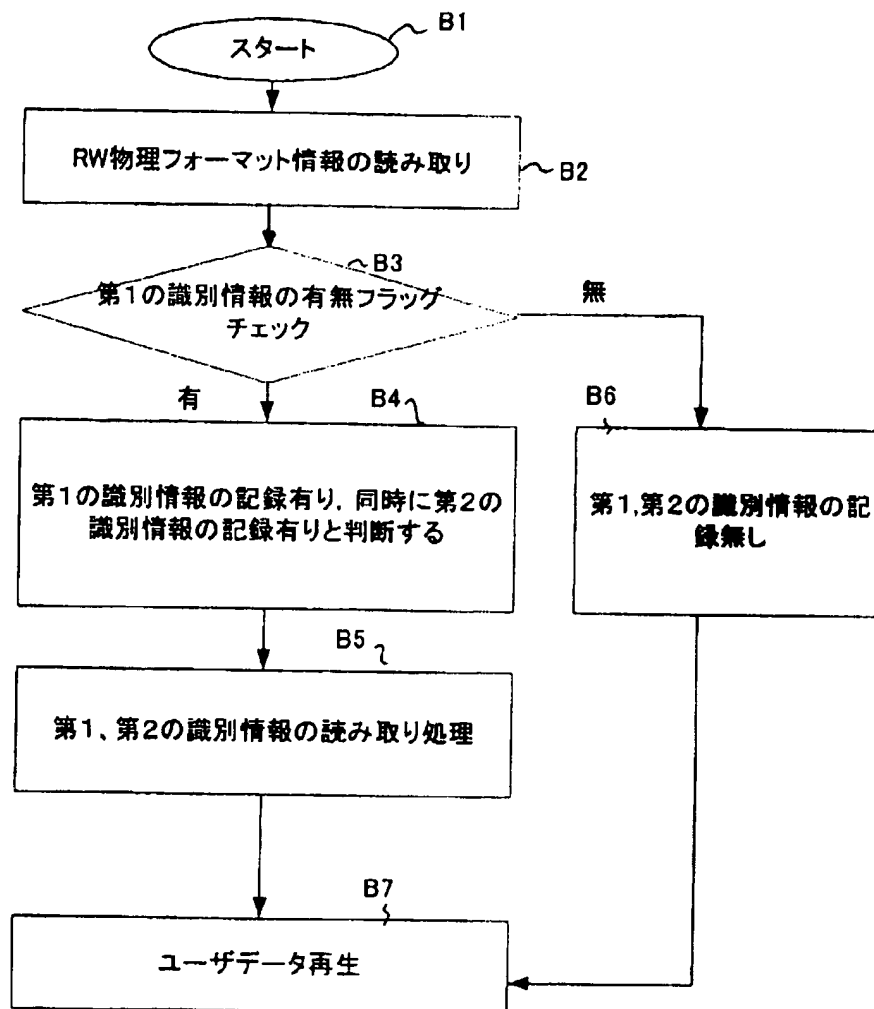 B1
スタート
RW物理フォーマット情報の読み取り
B2
B3
第1の識別情報の有無フラッグ
チェック
無
有
B4
B6
第1の識別情報の記録有り,同時に第2の
識別情報の記録有りと判断する
第1,第2の識別情報の記
録無し
B5
第1、第2の識別情報の読み取り処理
B7
ユーザデータ再生